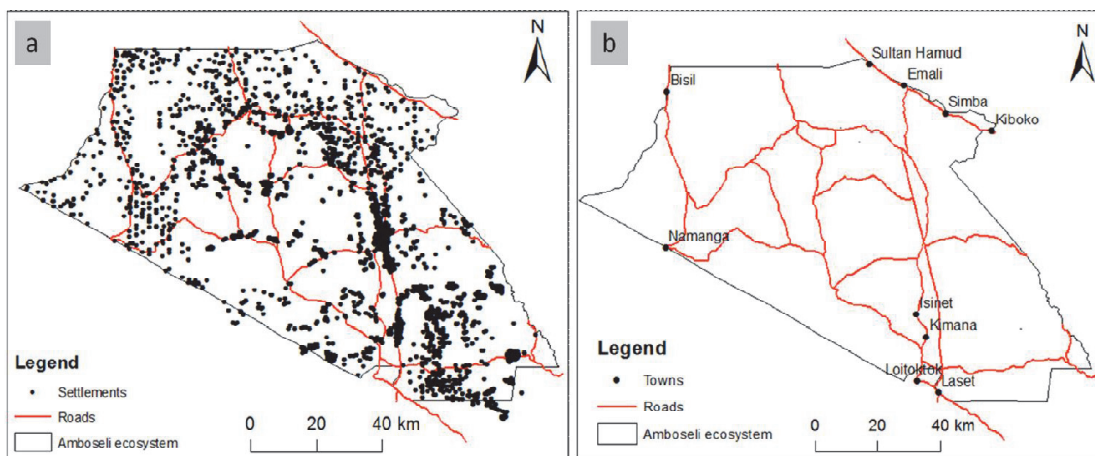 a
N
Legend
Settlements
Roads
Amboseli ecosystem
0 20 40 km
b
N
Sultan Hamud
Emali
Bisil
Simba
Kiboko
Namanga
Isinet
Kimana
Loitoktok
Laset
Legend
Towns
Roads
Amboseli ecosystem
0 20 40 km